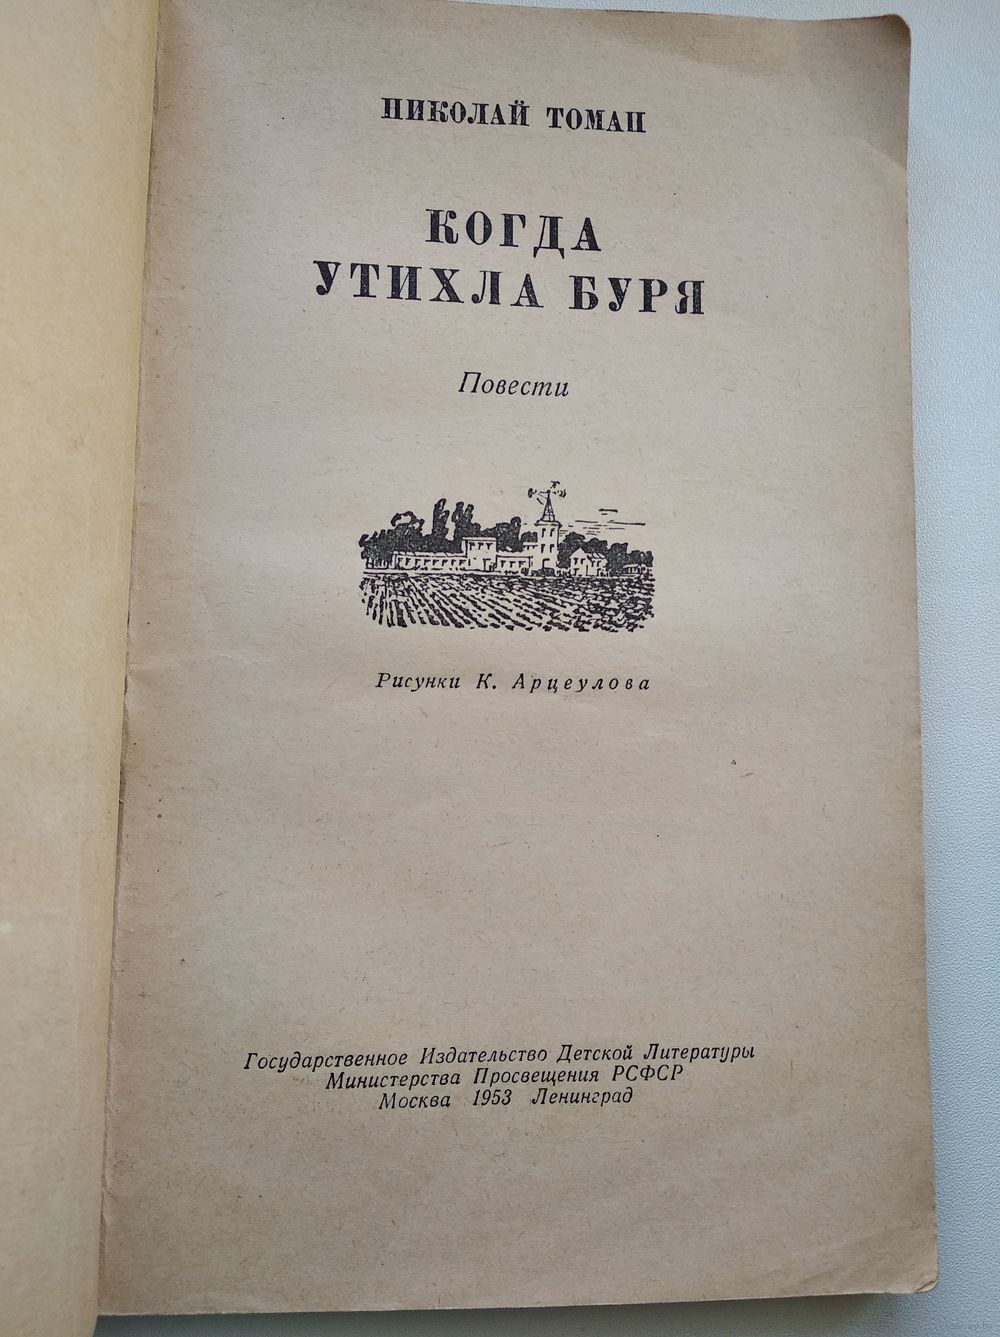 НИКОЛАЙ ТОМАН
КОГДА
УТИХЛА БУРЯ
Повести
Рисунки К. Арцеулова
Государственное Издательство Детской Литературы
Министерства Просвещения РСФСР
Москва 1953 Ленинград